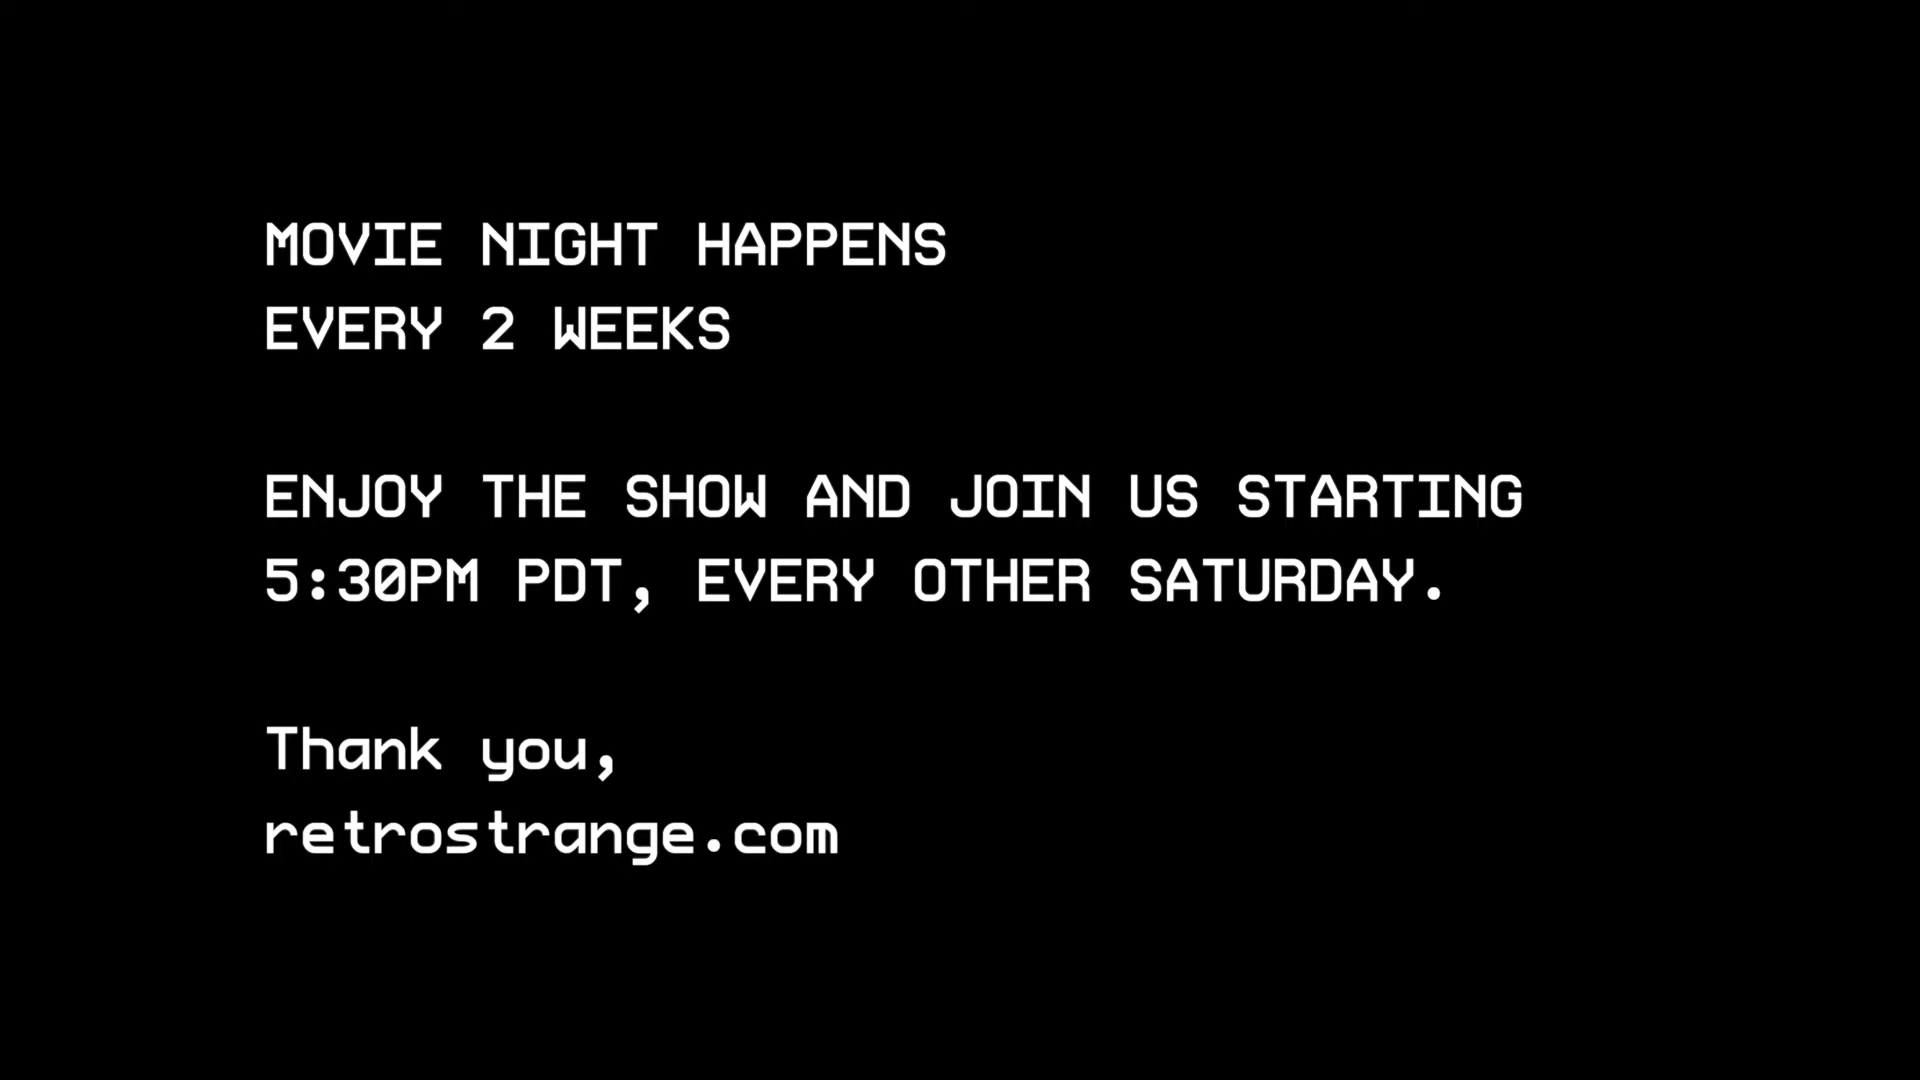 MOVIE NIGHT HAPPENS
EVERY 2 WEEKS
ENJOY THE SHOW AND JOIN US STARTING
5:30PM PDT, EVERY OTHER SATURDAY.
Thank you,
retrostrange.com